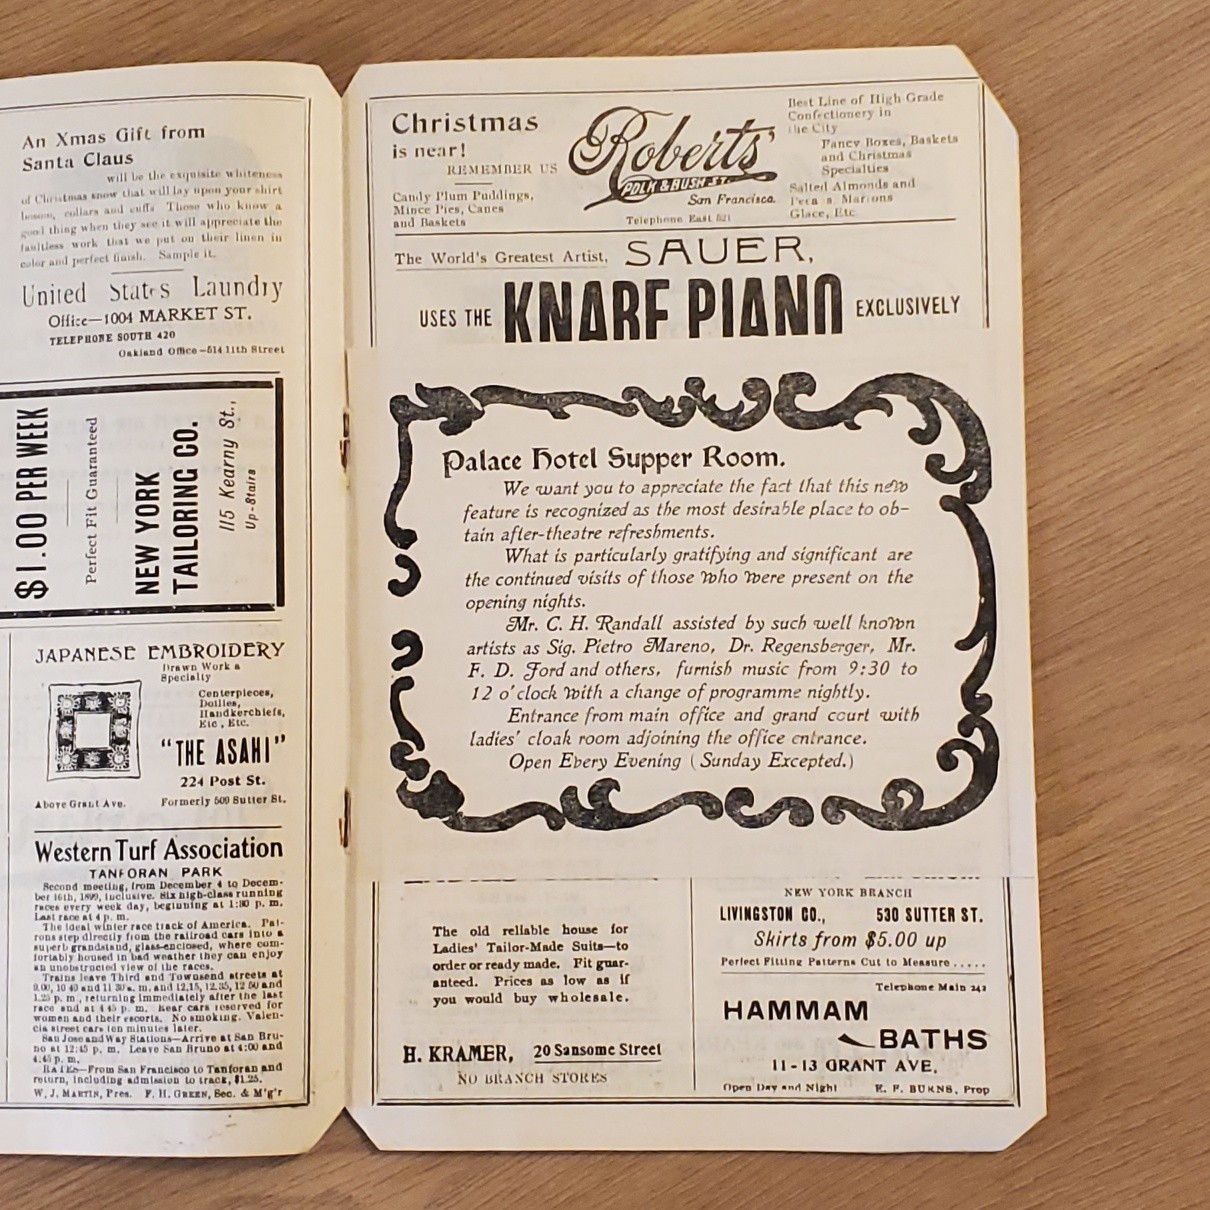 An Xmas Gift from
Santa Claus
will be the exquisite whiteness
of Christmas snow that will lay upon your shirt
bosom, collars and cuffs Those who know a
good thing when they see it will appreciate the
faultless work that we put on their linen in
color and perfect finish. Sample it.
United States Laundry
Office—1004 MARKET ST.
TELEPHONE SOUTH 420
Oakland Office—514 11th Street
$1.00 PER WEEK
Perfect Fit Guaranteed
NEW YORK
TAILORING CO.
115 Kearny St.,
Up-Stairs
JAPANESE EMBROIDERY
Drawn Work a
Specialty
Centerpieces,
Doilies,
Handkerchiefs,
Etc., Etc.
"THE ASAHI"
224 Post St.
Above Grant Ave. Formerly 509 Sutter St.
Western Turf Association
TANFORAN PARK
Second meeting, from December 4 to Decem-
ber 16th, 1899, inclusive. Six high-class running
races every week day, beginning at 1:30 p. m.
Last race at 4 p. m.
The ideal winter race track of America. Pat-
rons step directly from the railroad cars into a
superb grandstand, glass-enclosed, where com-
fortably housed in bad weather they can enjoy
an unobstructed view of the races.
Trains leave Third and Townsend streets at
9.00, 10 40 and 11 30 a. m. and 12.15, 12.35, 12 50 and
1.25 p. m., returning immediately after the last
race and at 4 45 p. m. Rear cars reserved for
women and their escorts. No smoking. Valen-
cia street cars ten minutes later.
San Jose and Way Stations—Arrive at San Bru-
no at 12:45 p. m. Leave San Bruno at 4:00 and
4:45 p. m.
RATES—From San Francisco to Tanforan and
return, including admission to track, $1.25.
W. J. MARTIN, Pres. F. H. GREEN, Sec. & M'g'r
Christmas
is near!
REMEMBER US
Candy Plum Puddings,
Mince Pies, Canes
and Baskets
Roberts'
POLK & BUSH ST.
San Francisco.
Telephone East 521
Best Line of High Grade
Confectionery in
the City
Fancy Boxes, Baskets
and Christmas
Specialties
Salted Almonds and
Pecans, Marrons
Glace, Etc
The World's Greatest Artist, SAUER,
USES THE KNARF PIANO EXCLUSIVELY
Palace Hotel Supper Room.
We want you to appreciate the fact that this new
feature is recognized as the most desirable place to ob-
tain after-theatre refreshments.
What is particularly gratifying and significant are
the continued visits of those who were present on the
opening nights.
Mr. C. H. Randall assisted by such well known
artists as Sig. Pietro Mareno, Dr. Regensberger, Mr.
F. D. Ford and others, furnish music from 9:30 to
12 o'clock with a change of programme nightly.
Entrance from main office and grand court with
ladies' cloak room adjoining the office entrance.
Open Ebery Evening (Sunday Excepted.)
The old reliable house for
Ladies' Tailor-Made Suits—to
order or ready made. Fit guar-
anteed. Prices as low as if
you would buy wholesale.
H. KRAMER, 20 Sansome Street
NO BRANCH STORES
NEW YORK BRANCH
LIVINGSTON CO., 530 SUTTER ST.
Skirts from $5.00 up
Perfect Fitting Patterns Cut to Measure .....
Telephone Main 242
HAMMAM
BATHS
11-13 GRANT AVE.
Open Day and Night E. F. BURNS, Prop